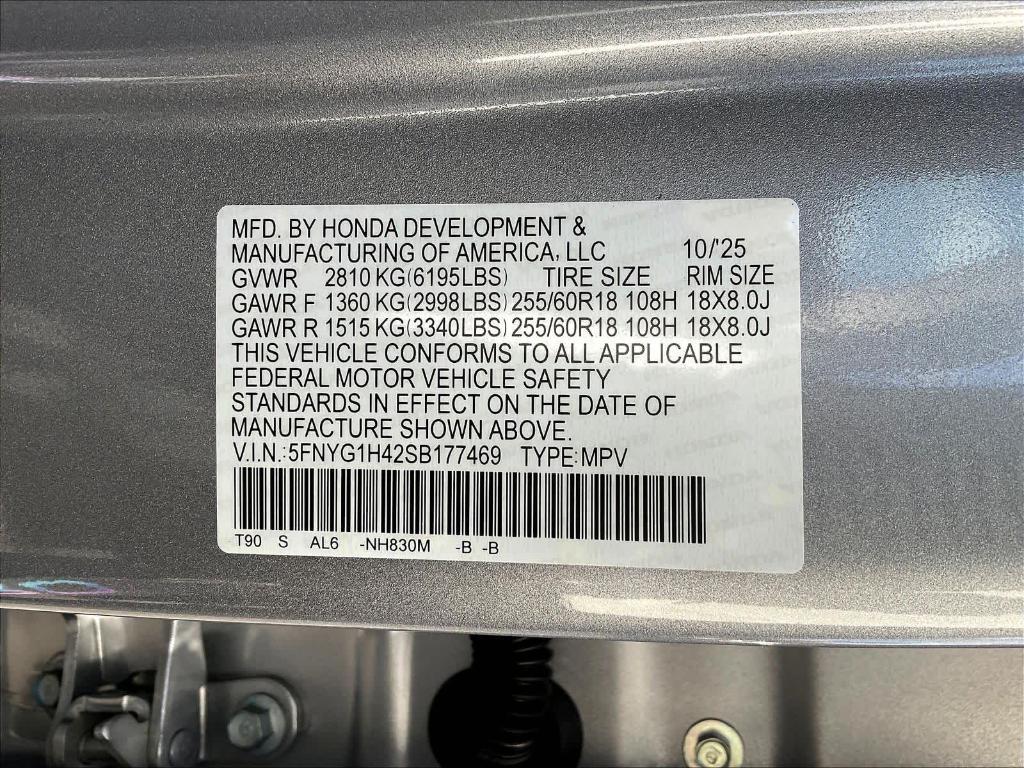 MFD. BY HONDA DEVELOPMENT &
MANUFACTURING OF AMERICA, LLC 10/'25
GVWR 2810 KG(6195LBS) TIRE SIZE RIM SIZE
GAWR F 1360 KG(2998LBS) 255/60R18 108H 18X8.0J
GAWR R 1515 KG(3340LBS) 255/60R18 108H 18X8.0J
THIS VEHICLE CONFORMS TO ALL APPLICABLE
FEDERAL MOTOR VEHICLE SAFETY
STANDARDS IN EFFECT ON THE DATE OF
MANUFACTURE SHOWN ABOVE.
V.I.N.:5FNYG1H42SB177469 TYPE:MPV
T90 S AL6 -NH830M -B -B